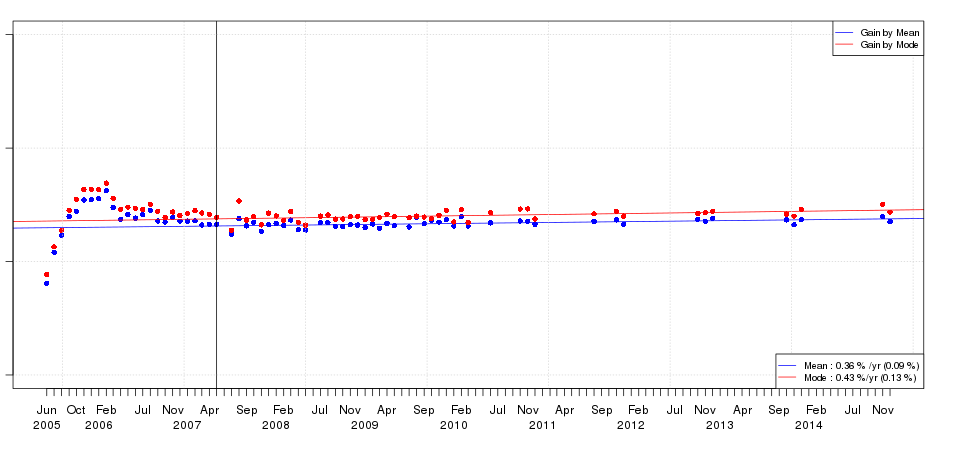 Gain by Mean
Gain by Mode
Mean : 0.36 % /yr (0.09 %)
Mode : 0.43 %/yr (0.13 %)
Jun Oct Feb Jul Nov Apr Sep Feb Jul Nov Apr Sep Feb Jul Nov Apr Sep Feb Jul Nov Apr Sep Feb Jul Nov
2005 2006 2007 2008 2009 2010 2011 2012 2013 2014